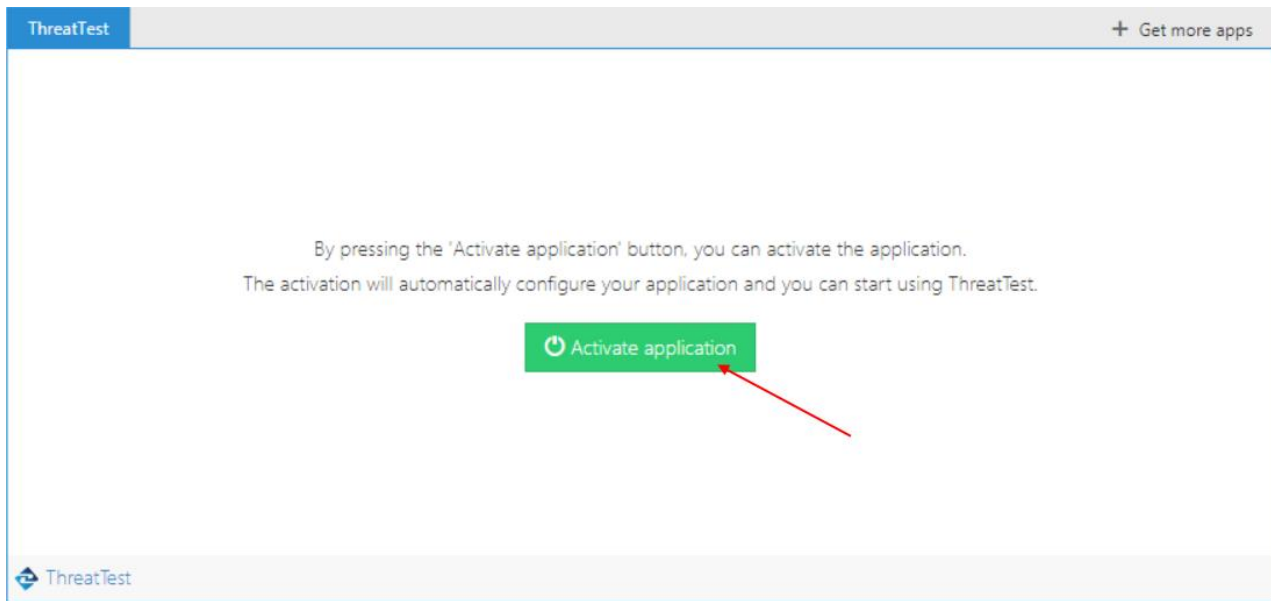 ThreatTest
+ Get more apps
By pressing the 'Activate application' button, you can activate the application.
The activation will automatically configure your application and you can start using ThreatTest.
Activate application
ThreatTest